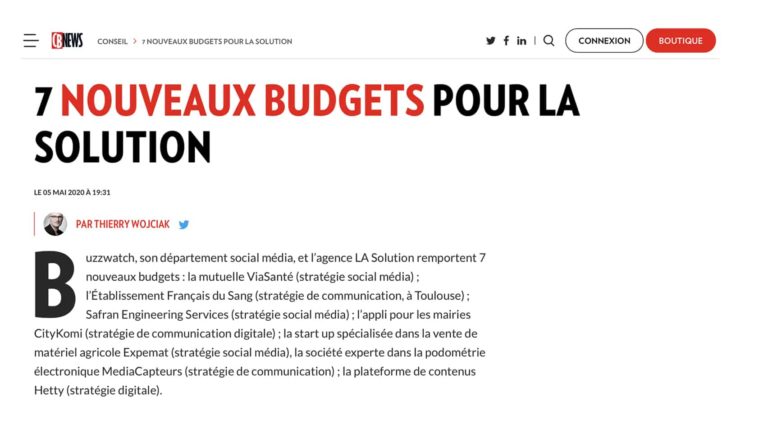 CBNEWS
CONSEIL > 7 NOUVEAUX BUDGETS POUR LA SOLUTION
CONNEXION
BOUTIQUE
7 NOUVEAUX BUDGETS POUR LA
SOLUTION
LE 05 MAI 2020 À 19:31
PAR THIERRY WOJCIAK
Buzzwatch, son département social média, et l’agence LA Solution remportent 7
nouveaux budgets : la mutuelle ViaSanté (stratégie social média) ;
l’Établissement Français du Sang (stratégie de communication, à Toulouse) ;
Safran Engineering Services (stratégie social média) ; l’appli pour les mairies
CityKomi (stratégie de communication digitale) ; la start up spécialisée dans la vente de
matériel agricole Expemat (stratégie social média), la société experte dans la podométrie
électronique MediaCapteurs (stratégie de communication) ; la plateforme de contenus
Hetty (stratégie digitale).